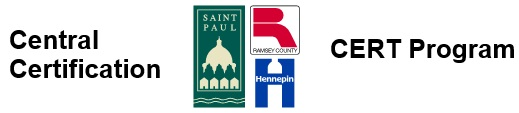 Central
Certification
SAINT
PAUL
RAMSEY COUNTY
Hennepin
CERT Program